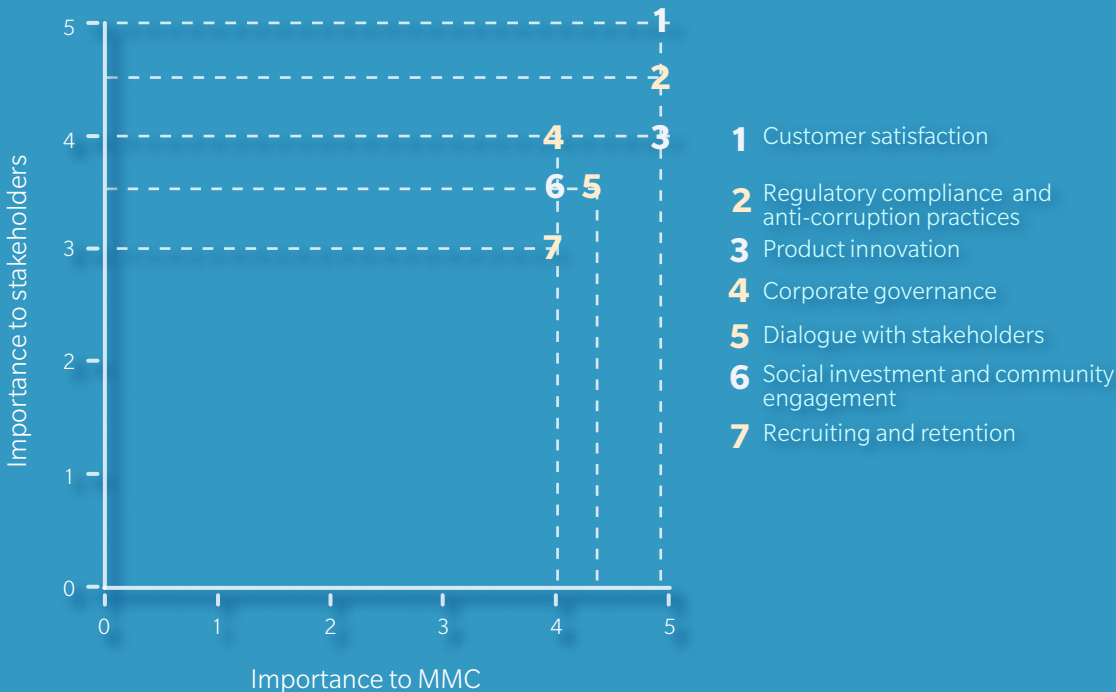 5
4
3
2
1
0
0
1
2
3
4
5
Importance to stakeholders
Importance to MMC
1
2
3
4
5
6
7
1 Customer satisfaction
2 Regulatory compliance and
anti-corruption practices
3 Product innovation
4 Corporate governance
5 Dialogue with stakeholders
6 Social investment and community
engagement
7 Recruiting and retention